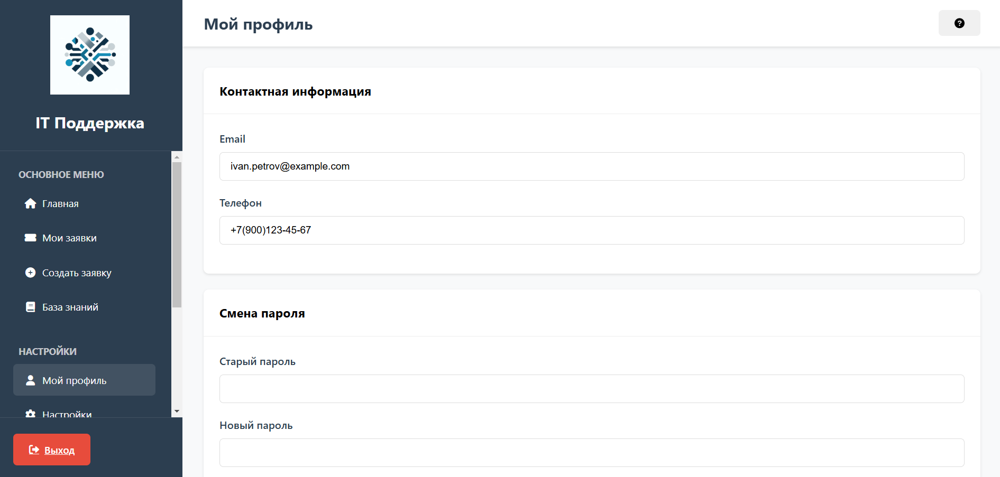 IT Поддержка
ОСНОВНОЕ МЕНЮ
Главная
Мои заявки
Создать заявку
База знаний
НАСТРОЙКИ
Мой профиль
Настройки
Выход
Мой профиль
Контактная информация
Email
ivan.petrov@example.com
Телефон
+7(900)123-45-67
Смена пароля
Старый пароль
Новый пароль